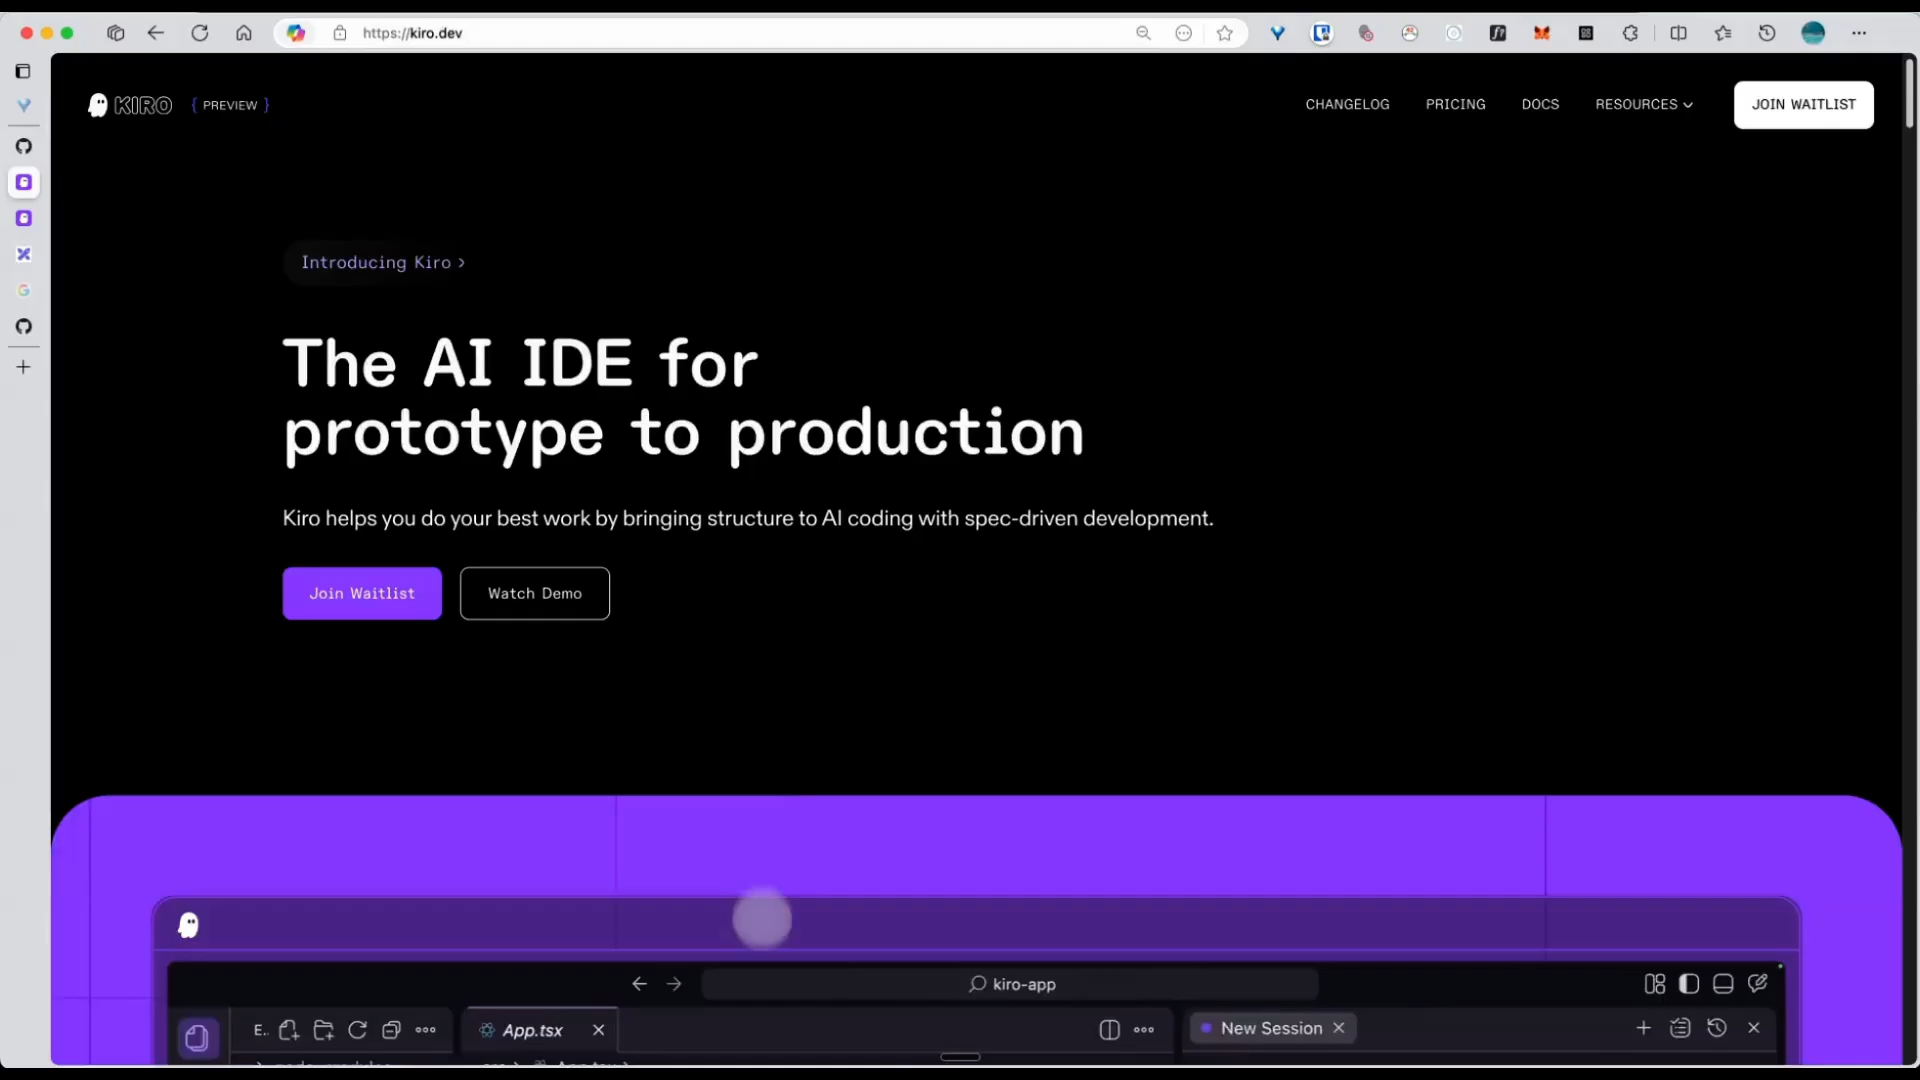 https://kiro.dev
KIRO
{ PREVIEW }
CHANGELOG
PRICING
DOCS
RESOURCES
JOIN WAITLIST
Introducing Kiro >
The AI IDE for
prototype to production
Kiro helps you do your best work by bringing structure to AI coding with spec-driven development.
Join Waitlist
Watch Demo
kiro-app
E..
App.tsx
New Session